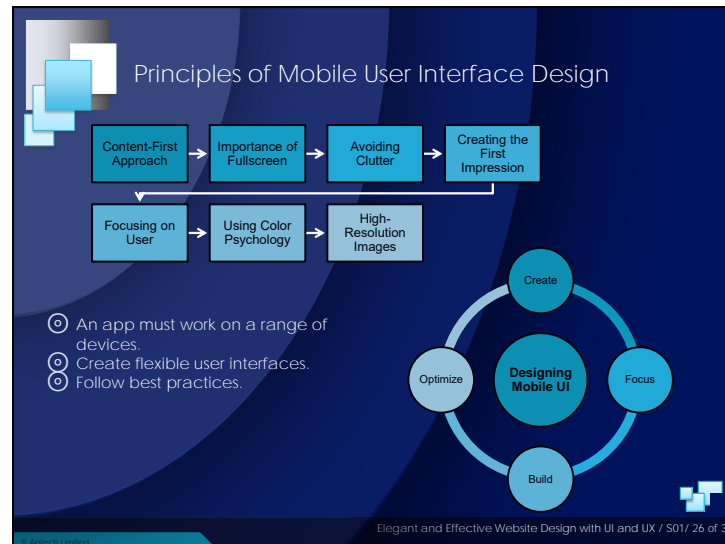 Principles of Mobile User Interface Design
Content-First
Approach
Importance of
Fullscreen
Avoiding
Clutter
Creating the
First
Impression
Focusing on
User
Using Color
Psychology
High-
Resolution
Images
An app must work on a range of
devices.
Create flexible user interfaces.
Follow best practices.
Create
Optimize
Designing
Mobile UI
Focus
Build
Elegant and Effective Website Design with UI and UX / S01/ 26 of 3
© Aptech Limited